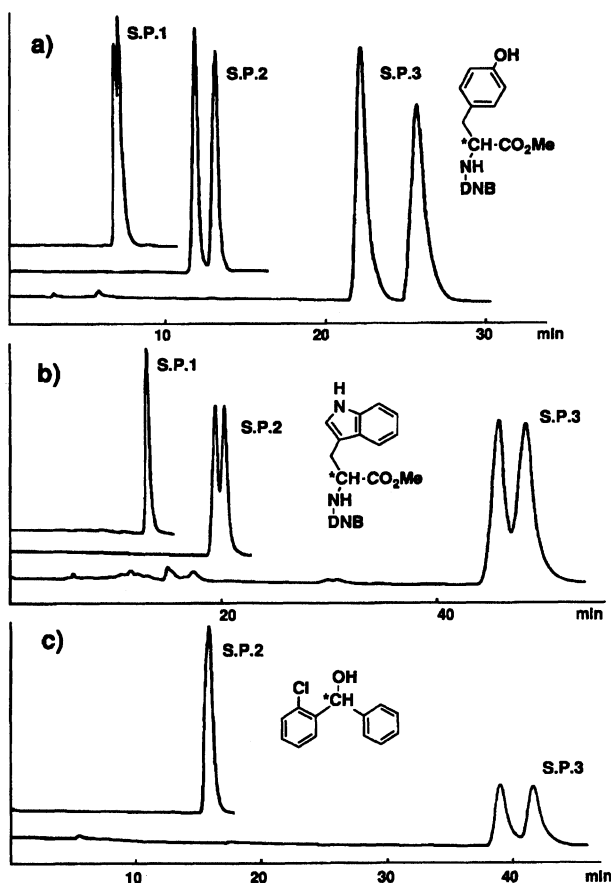 a)
S.P.1
S.P.2
S.P.3
OH
*CH-CO2Me
NH
DNB
10
20
30
min
b)
S.P.1
S.P.2
S.P.3
H
N
*CH-CO2Me
NH
DNB
20
40
min
c)
S.P.2
S.P.3
Cl
OH
*CH
10
20
30
40
min